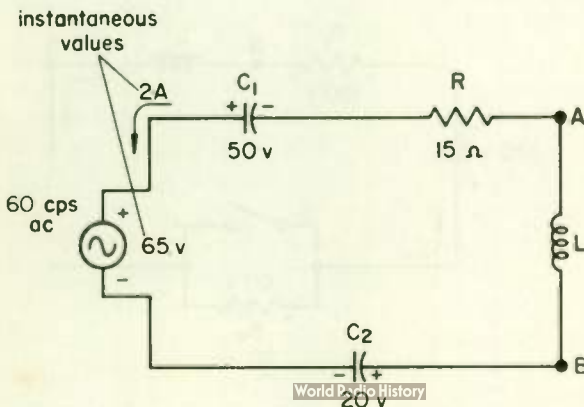 instantaneous
values
2A
C1
R
A
+ -
50 v
15 Ω
60 cps
ac
+
65 v
-
L
C2
B
- +
World Radio History
20 v